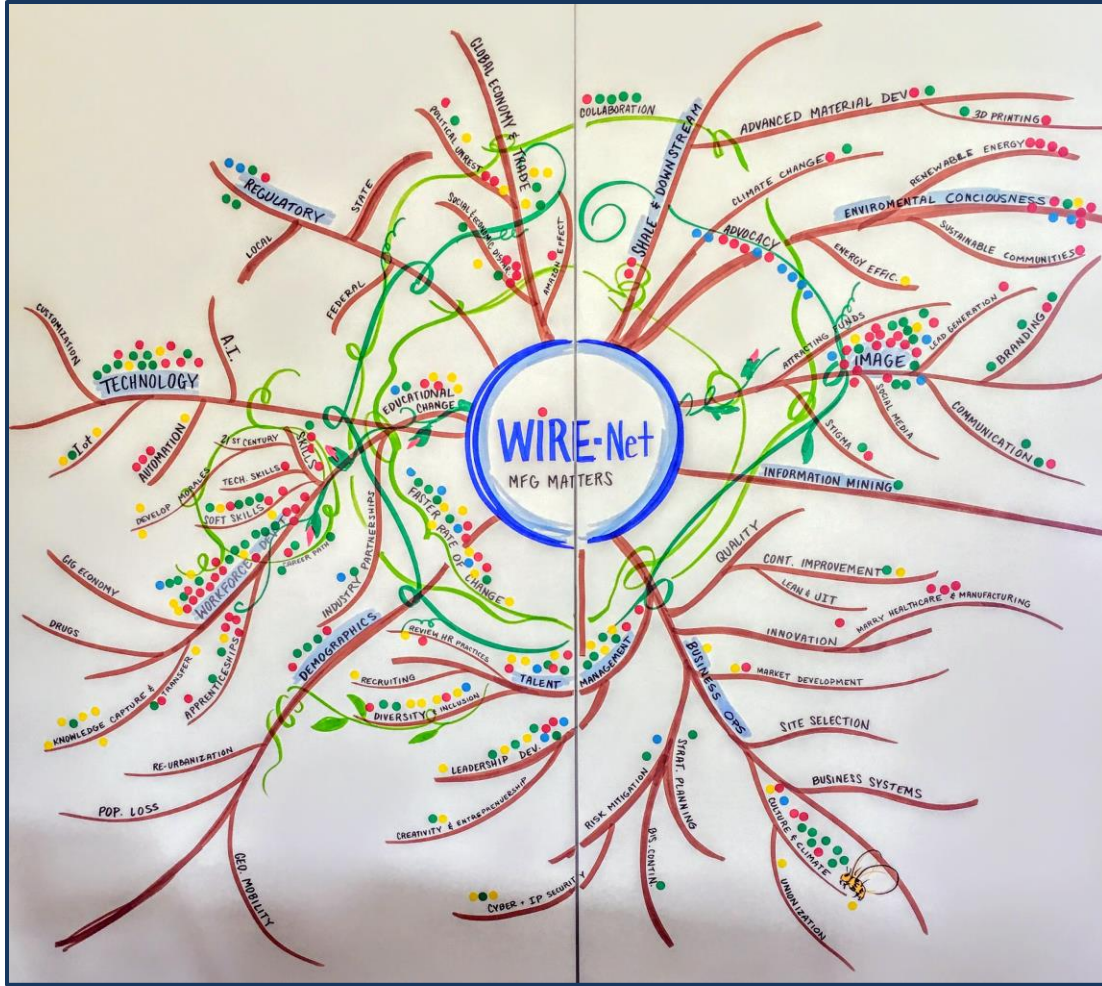 WIRE-Net
MFG MATTERS
GLOBAL ECONOMY & TRADE
POLITICAL UNREST
AMAZON EFFECT
COLLABORATION
SHALE & DOWNSTREAM
ADVANCED MATERIAL DEV
3D PRINTING
CLIMATE CHANGE
ADVOCACY
RENEWABLE ENERGY
ENVIROMENTAL CONCIOUSNESS
SUSTAINABLE COMMUNITIES
ENERGY EFFIC.
ATTRACTING FUNDS
IMAGE
LEAD GENERATION
BRANDING
SOCIAL MEDIA
STIGMA
COMMUNICATION
INFORMATION MINING
BUSINESS OPS
QUALITY
CONT. IMPROVEMENT
LEAN & JIT
INNOVATION
MARRY HEALTHCARE & MANUFACTURING
MARKET DEVELOPMENT
SITE SELECTION
BUSINESS SYSTEMS
CULTURE & CLIMATE
UNIONIZATION
STRAT. PLANNING
DIS. CONTIN.
RISK MITIGATION
CYBER + IP SECURITY
TALENT MANAGEMENT
REVIEW HR PRACTICES
RECRUITING
DIVERSITY & INCLUSION
LEADERSHIP DEV.
CREATIVITY & ENTREPRENUERSHIP
FASTER RATE OF CHANGE
DEMOGRAPHICS
RE-URBANIZATION
POP. LOSS
GEO. MOBILITY
EDUCATIONAL CHANGE
INDUSTRY PARTNERSHIPS
WORKFORCE DEV'T
SKILLS
21ST CENTURY
TECH. SKILLS
DEVELOP MORALES
SOFT SKILLS
CAREER PATH
GIG ECONOMY
DRUGS
KNOWLEDGE CAPTURE & TRANSFER
APPRENTICESHIPS
TECHNOLOGY
CUSTOMIZATION
A.I.
IoT
AUTOMATION
REGULATORY
STATE
LOCAL
FEDERAL